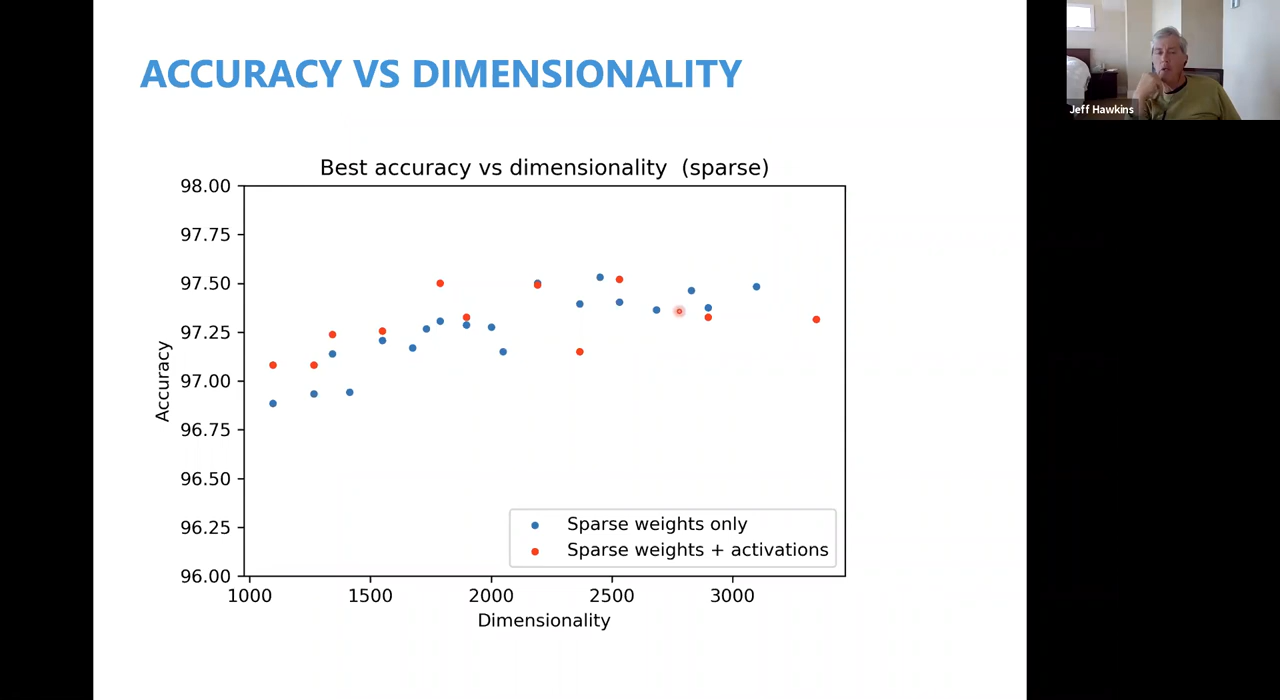 ACCURACY VS DIMENSIONALITY
Jeff Hawkins
Best accuracy vs dimensionality (sparse)
98.00
97.75
97.50
97.25
97.00
96.75
96.50
96.25
96.00
Accuracy
Sparse weights only
Sparse weights + activations
1000 1500 2000 2500 3000
Dimensionality